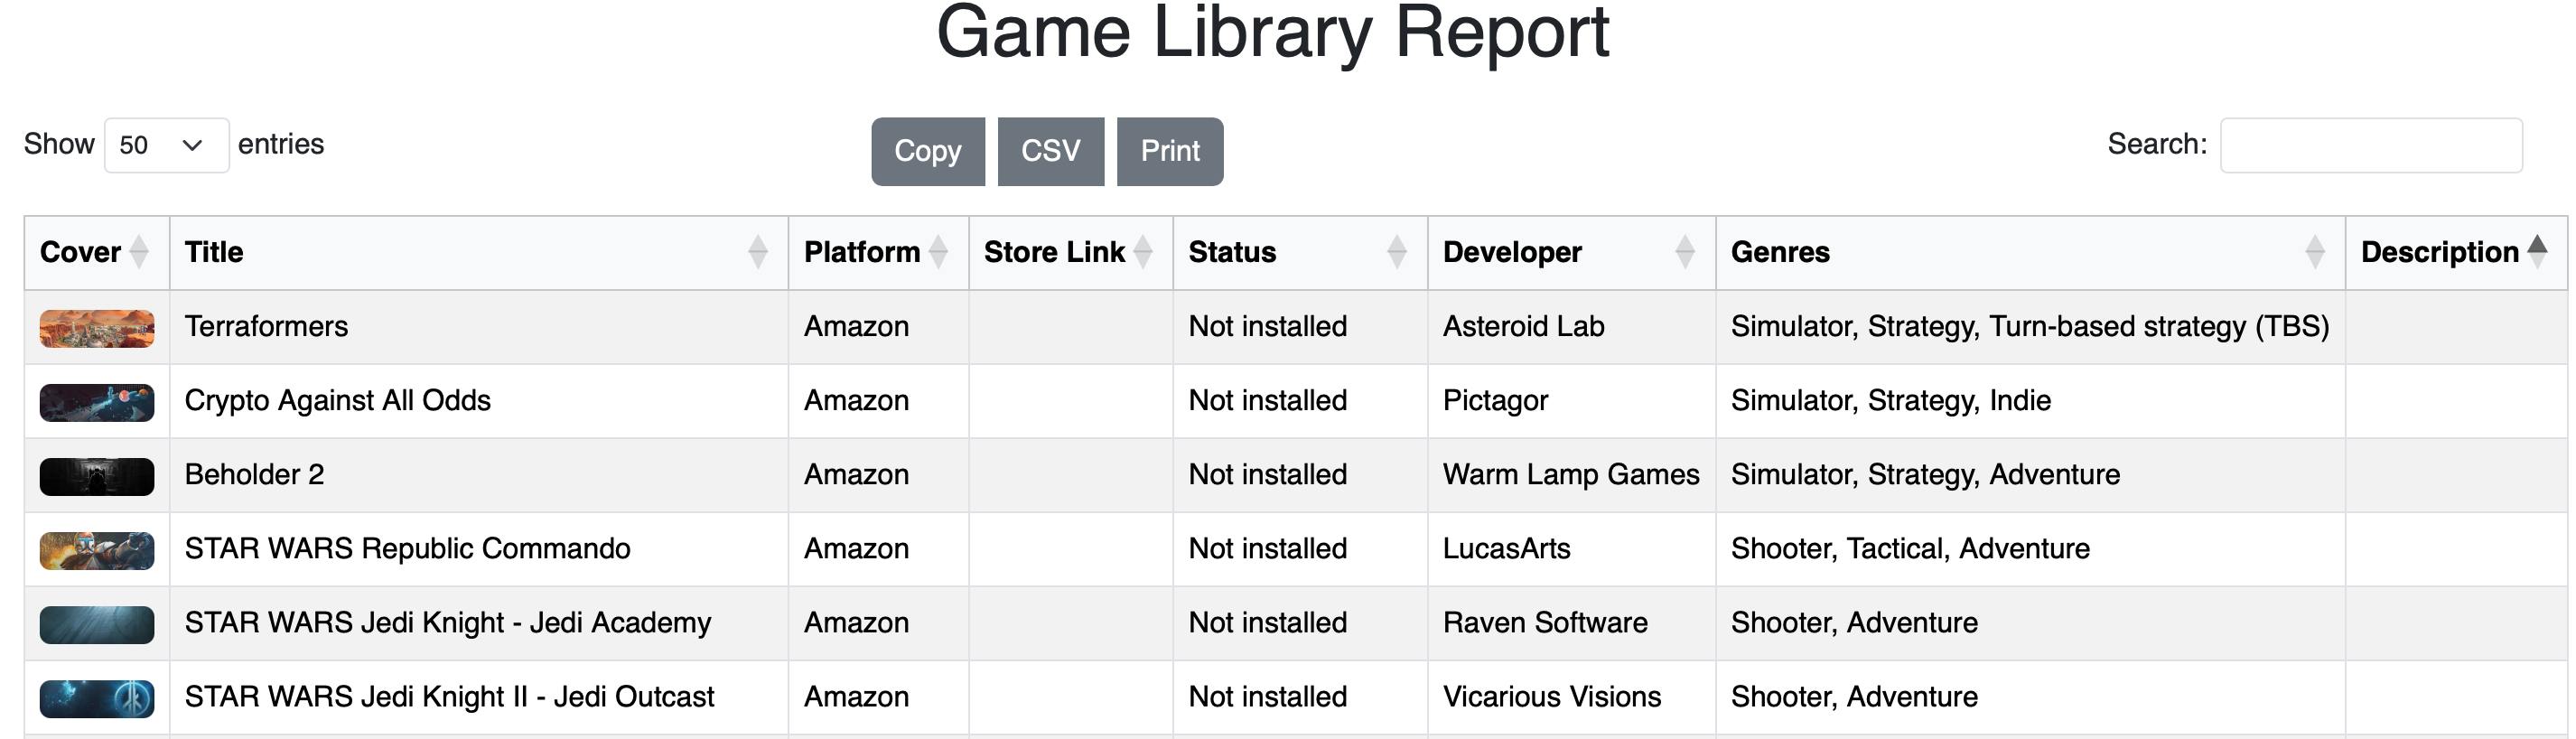 Game Library Report
Show 50 entries
Copy CSV Print
Search:
Cover Title Platform Store Link Status Developer Genres Description
Terraformers Amazon Not installed Asteroid Lab Simulator, Strategy, Turn-based strategy (TBS)
Crypto Against All Odds Amazon Not installed Pictagor Simulator, Strategy, Indie
Beholder 2 Amazon Not installed Warm Lamp Games Simulator, Strategy, Adventure
STAR WARS Republic Commando Amazon Not installed LucasArts Shooter, Tactical, Adventure
STAR WARS Jedi Knight - Jedi Academy Amazon Not installed Raven Software Shooter, Adventure
STAR WARS Jedi Knight II - Jedi Outcast Amazon Not installed Vicarious Visions Shooter, Adventure